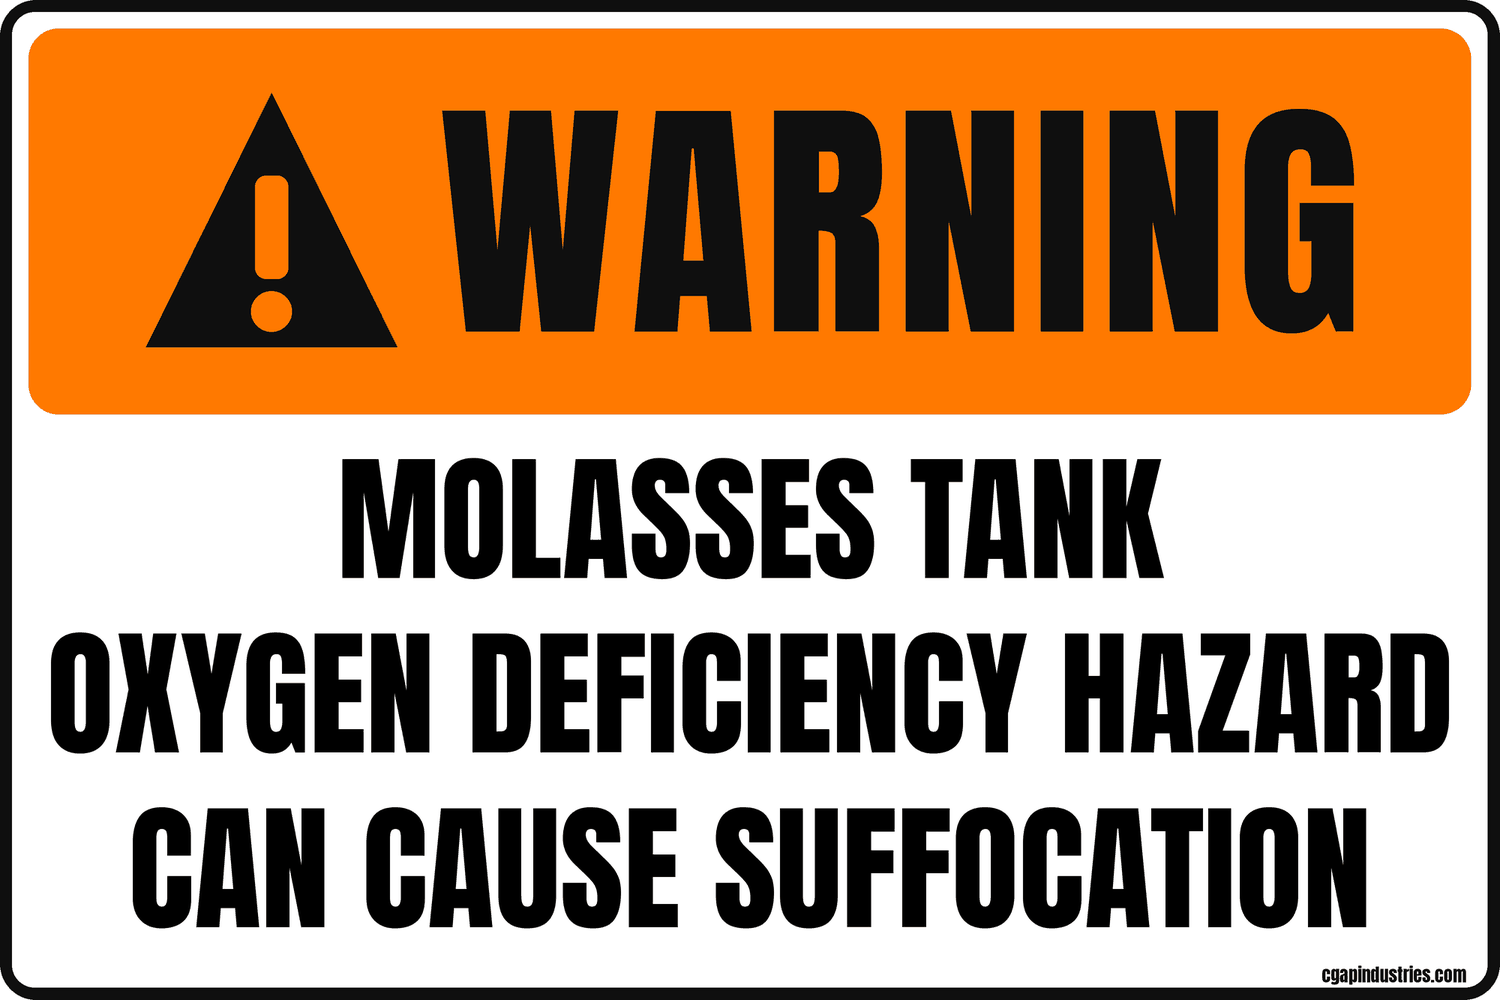 WARNING
MOLASSES TANK
OXYGEN DEFICIENCY HAZARD
CAN CAUSE SUFFOCATION
cgapindustries.com